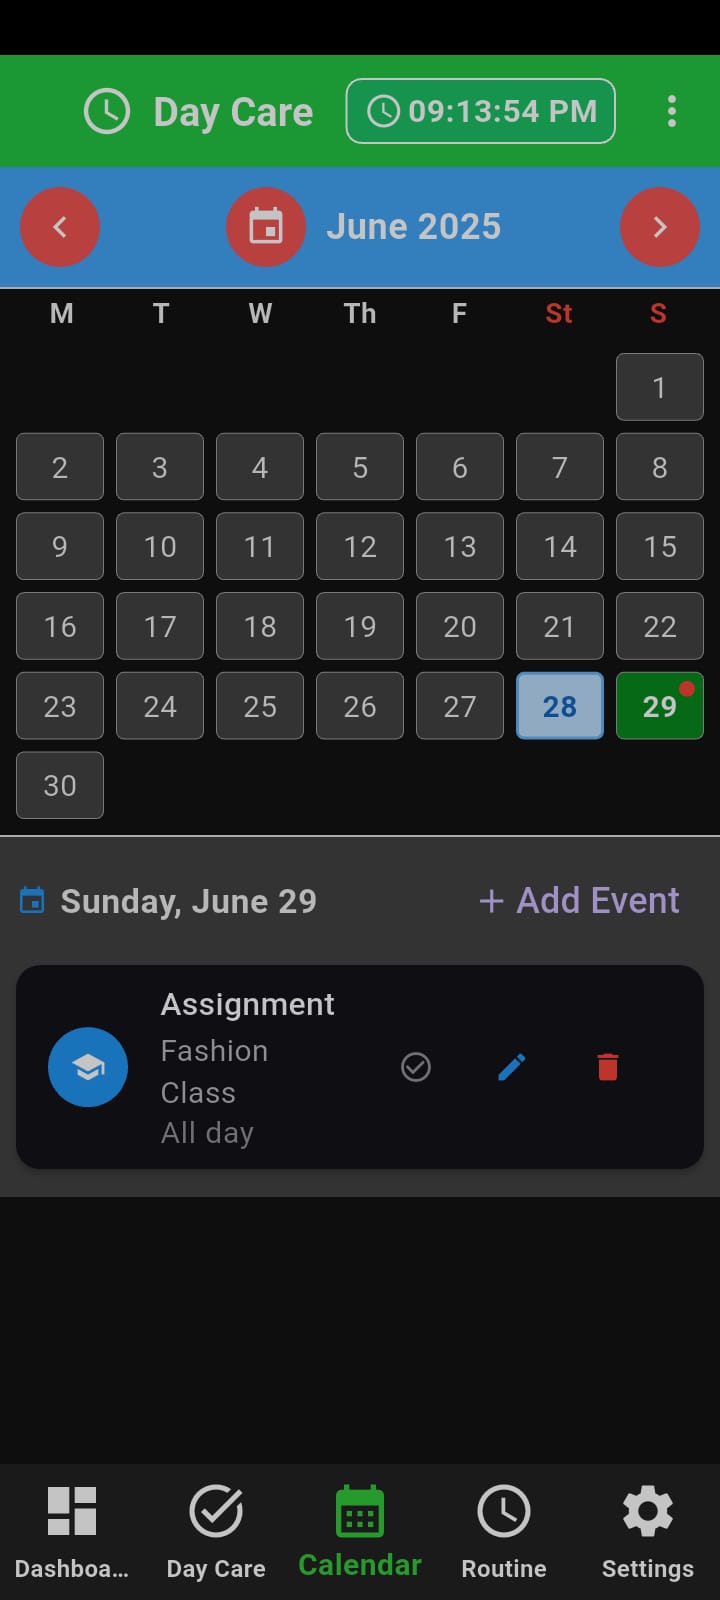 Day Care 09:13:54 PM
June 2025
M T W Th F St S
1
2 3 4 5 6 7 8
9 10 11 12 13 14 15
16 17 18 19 20 21 22
23 24 25 26 27 28 29
30
Sunday, June 29 + Add Event
Assignment
Fashion
Class
All day
Dashboa... Day Care Calendar Routine Settings